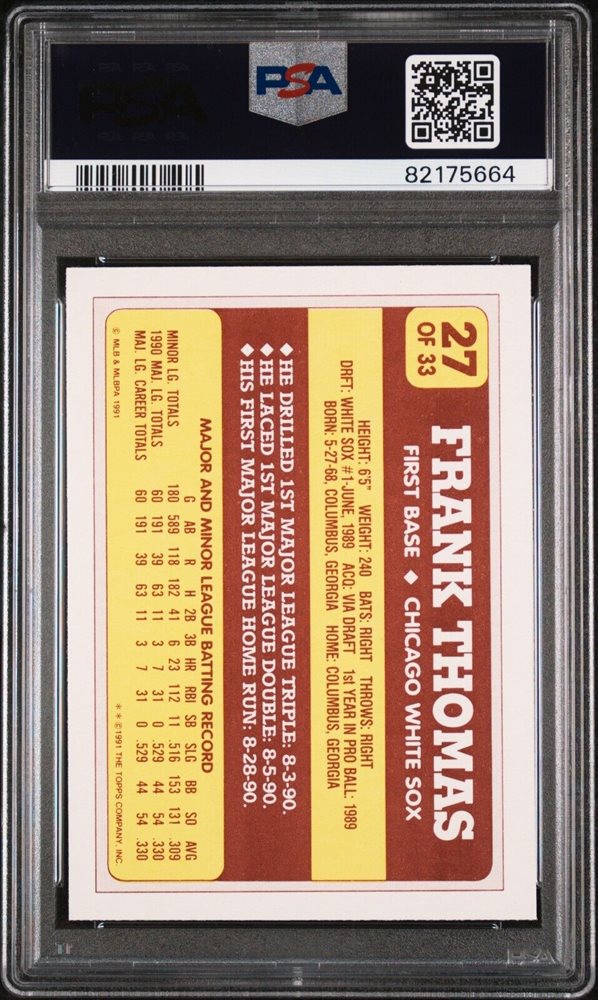 PSA
82175664
27
OF 33
FRANK THOMAS
FIRST BASE ◆ CHICAGO WHITE SOX
HEIGHT: 6'5" WEIGHT: 240 BATS: RIGHT THROWS: RIGHT
DRFT: WHITE SOX #1-JUNE, 1989 ACQ: VIA DRAFT 1st YEAR IN PRO BALL: 1989
BORN: 5-27-68, COLUMBUS, GEORGIA HOME: COLUMBUS, GEORGIA
◆ HE DRILLED 1ST MAJOR LEAGUE TRIPLE: 8-3-90.
◆ HE LACED 1ST MAJOR LEAGUE DOUBLE: 8-5-90.
◆ HIS FIRST MAJOR LEAGUE HOME RUN: 8-28-90.
MAJOR AND MINOR LEAGUE BATTING RECORD
G AB R H 2B 3B HR RBI SB SLG BB SO AVG
MINOR LG. TOTALS 180 589 118 182 41 6 23 112 11 .516 153 131 .309
1990 MAJ. LG. TOTALS 60 191 39 63 11 3 7 31 0 .529 44 54 .330
MAJ. LG. CAREER TOTALS 60 191 39 63 11 3 7 31 0 .529 44 54 .330
© MLB & MLBPA 1991 * * © 1991 THE TOPPS COMPANY, INC.
PSA